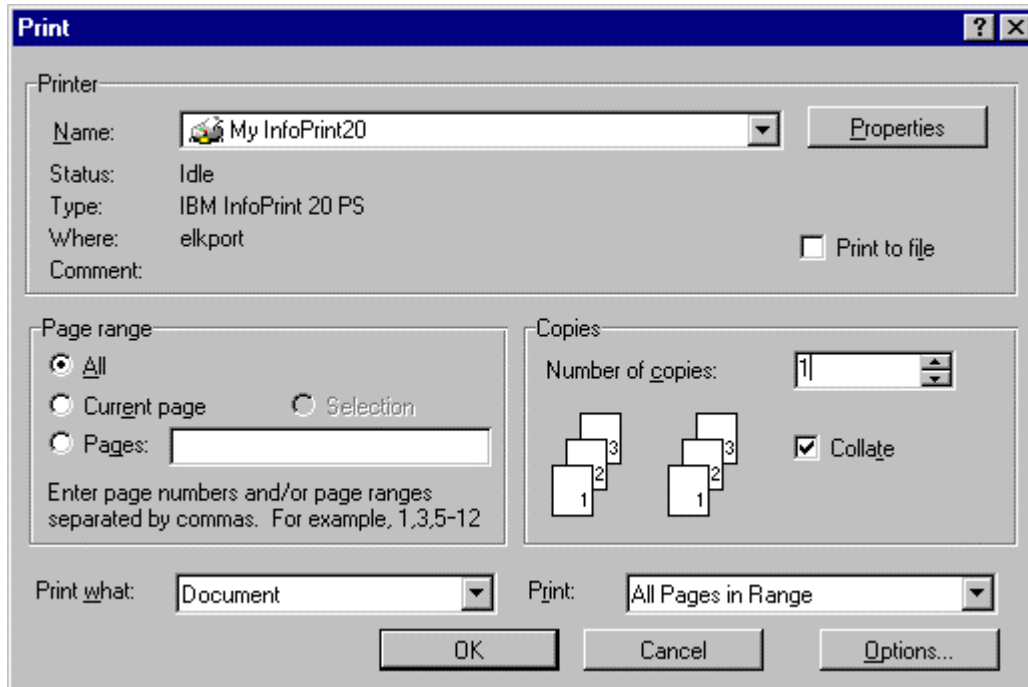 Print
Printer
Name: My InfoPrint20 Properties
Status: Idle
Type: IBM InfoPrint 20 PS
Where: elkport
Print to file
Comment:
Page range
All
Current page Selection
Pages:
Enter page numbers and/or page ranges
separated by commas. For example, 1,3,5-12
Copies
Number of copies: 1
3 3
2 2
1 1
Collate
Print what: Document Print: All Pages in Range
OK Cancel Options...